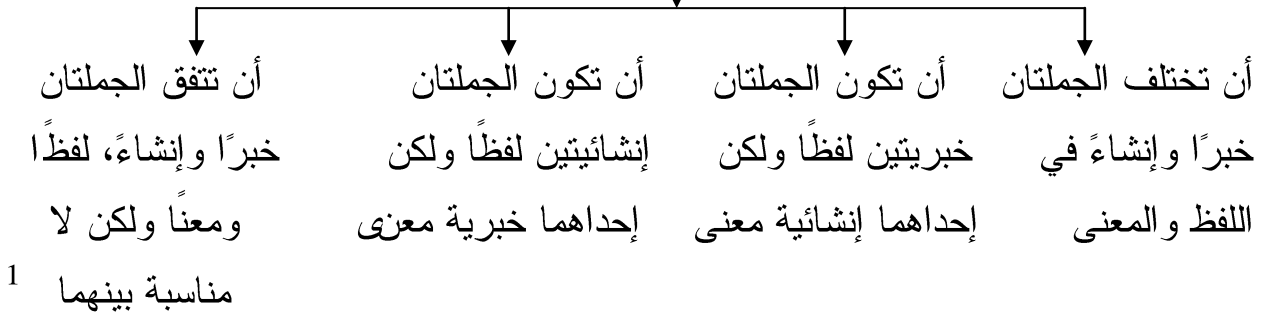 أن تختلف الجملتان
خبرًا وإنشاءً في
اللفظ والمعنى
أن تكون الجملتان
خبريتين لفظًا ولكن
إحداهما إنشائية معنى
أن تكون الجملتان
إنشائيتين لفظًا ولكن
إحداهما خبرية معنى
أن تتفق الجملتان
خبرًا وإنشاءً، لفظًا
ومعنًا ولكن لا
مناسبة بينهما
1